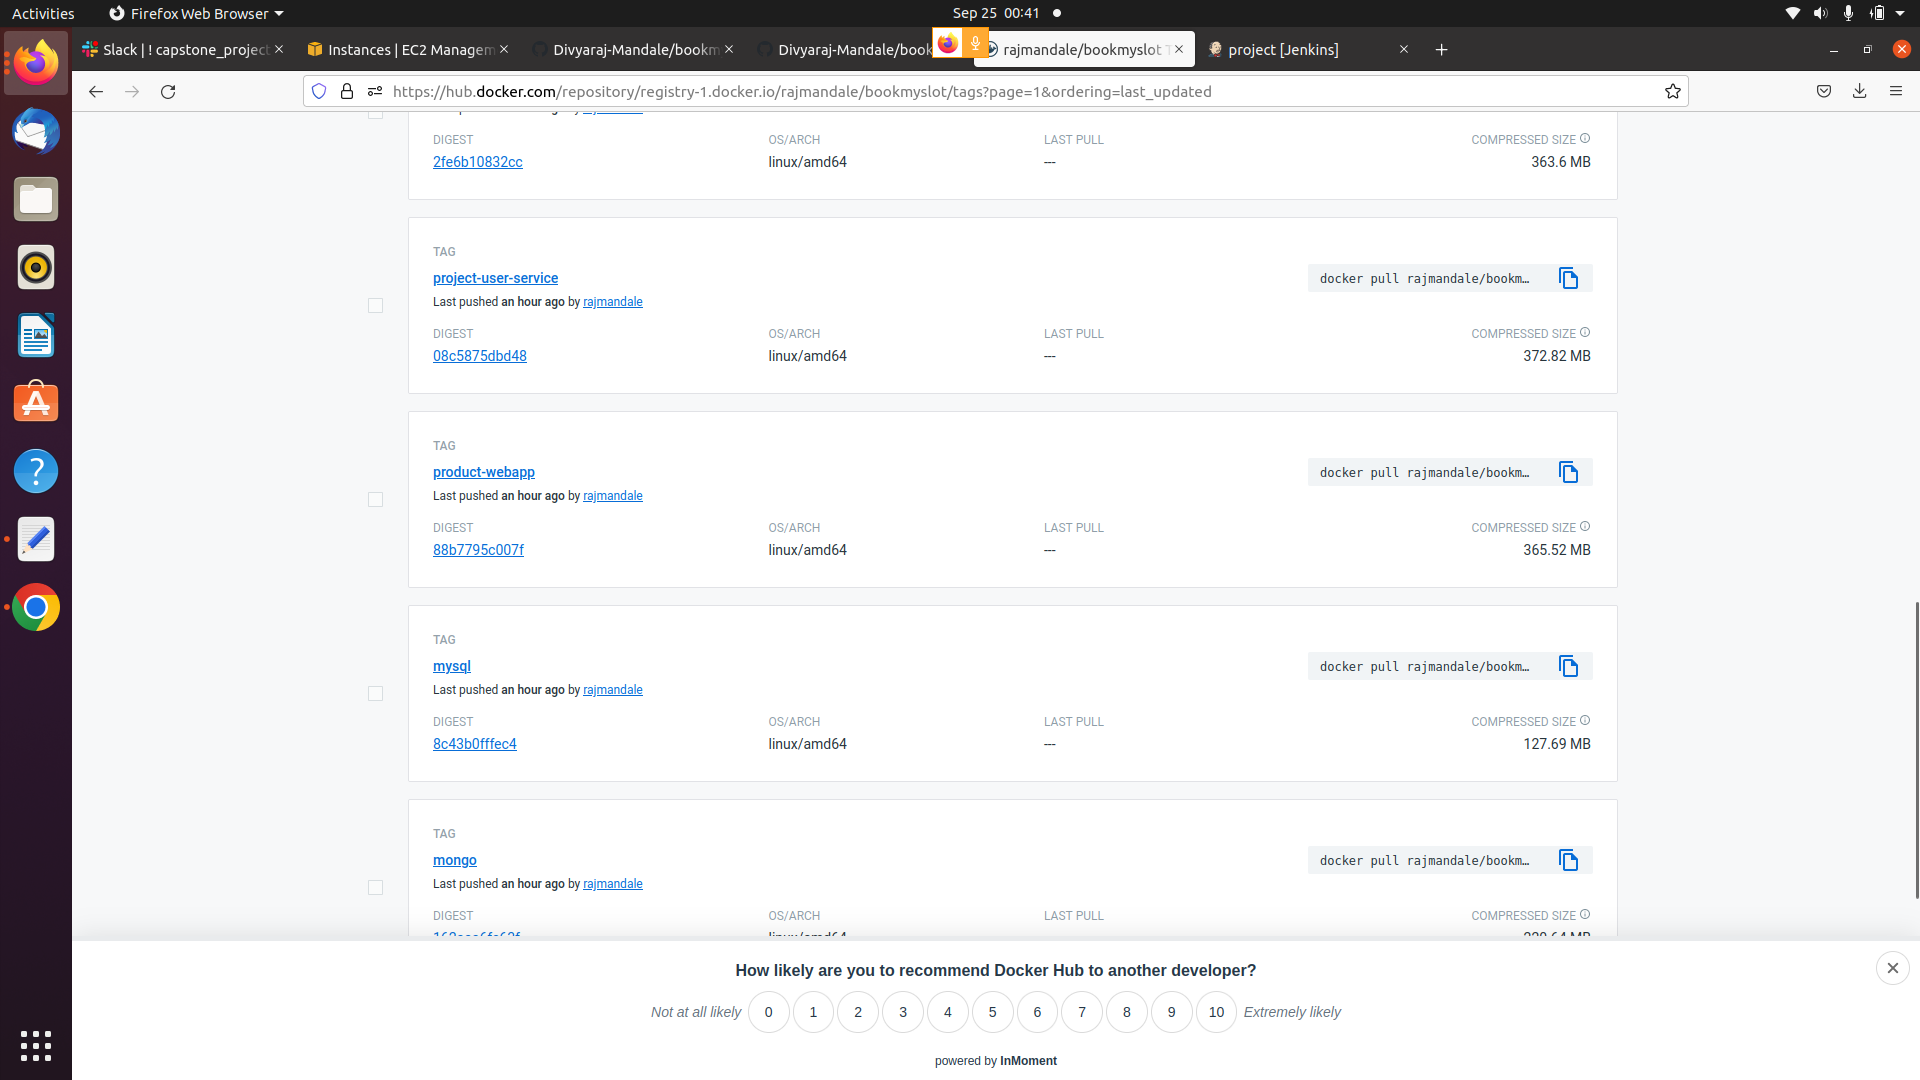 Activities
Firefox Web Browser
Sep 25 00:41
Slack | ! capstone_project
Instances | EC2 Managem
Divyaraj-Mandale/bookm
Divyaraj-Mandale/book
rajmandale/bookmyslot T
project [Jenkins]
https://hub.docker.com/repository/registry-1.docker.io/rajmandale/bookmyslot/tags?page=1&ordering=last_updated
DIGEST OS/ARCH LAST PULL COMPRESSED SIZE
2fe6b10832cc linux/amd64 --- 363.6 MB
TAG
project-user-service docker pull rajmandale/bookm…
Last pushed an hour ago by rajmandale
DIGEST OS/ARCH LAST PULL COMPRESSED SIZE
08c5875dbd48 linux/amd64 --- 372.82 MB
TAG
product-webapp docker pull rajmandale/bookm…
Last pushed an hour ago by rajmandale
DIGEST OS/ARCH LAST PULL COMPRESSED SIZE
88b7795c007f linux/amd64 --- 365.52 MB
TAG
mysql docker pull rajmandale/bookm…
Last pushed an hour ago by rajmandale
DIGEST OS/ARCH LAST PULL COMPRESSED SIZE
8c43b0fffec4 linux/amd64 --- 127.69 MB
TAG
mongo docker pull rajmandale/bookm…
Last pushed an hour ago by rajmandale
DIGEST OS/ARCH LAST PULL COMPRESSED SIZE
linux/amd64
How likely are you to recommend Docker Hub to another developer?
Not at all likely 0 1 2 3 4 5 6 7 8 9 10 Extremely likely
powered by InMoment